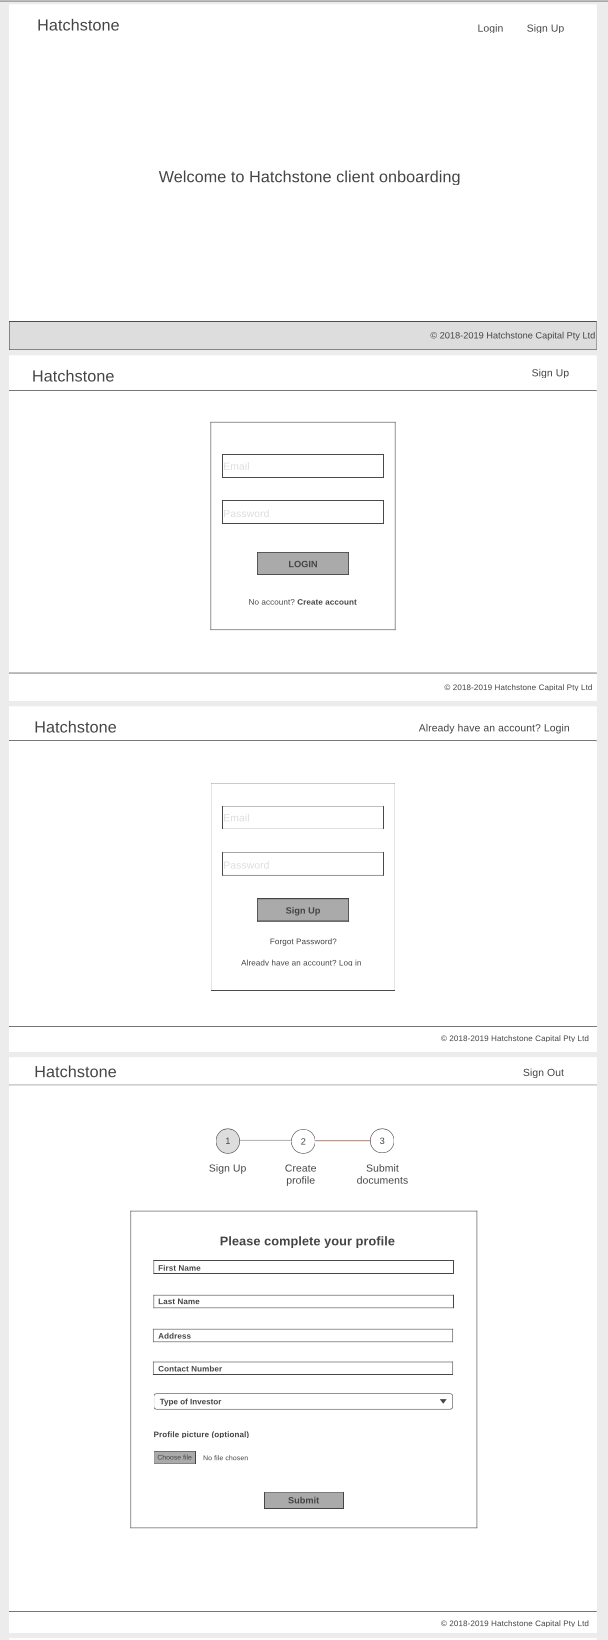 Hatchstone
Login Sign Up
Welcome to Hatchstone client onboarding
© 2018-2019 Hatchstone Capital Pty Ltd
Hatchstone
Sign Up
Email
Password
LOGIN
No account? Create account
© 2018-2019 Hatchstone Capital Pty Ltd
Hatchstone
Already have an account? Login
Email
Password
Sign Up
Forgot Password?
Already have an account? Log in
© 2018-2019 Hatchstone Capital Pty Ltd
Hatchstone
Sign Out
1 2 3
Sign Up Create Submit
profile documents
Please complete your profile
First Name
Last Name
Address
Contact Number
Type of Investor
Profile picture (optional)
Choose file No file chosen
Submit
© 2018-2019 Hatchstone Capital Pty Ltd